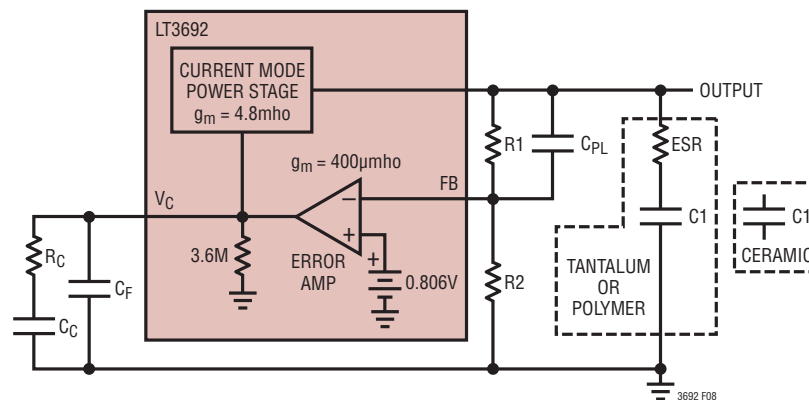 LT3692
CURRENT MODE
POWER STAGE
gm = 4.8mho
OUTPUT
R1
CPL
ESR
gm = 400µmho
FB
VC
–
+
C1
C1
CERAMIC
RC
3.6M
ERROR
AMP
+
0.806V
R2
TANTALUM
OR
POLYMER
CF
CC
3692 F08